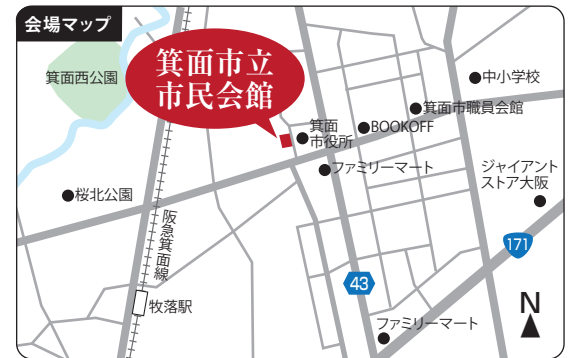 会場マップ
箕面市立
市民会館
箕面西公園
中小学校
箕面市職員会館
BOOKOFF
箕面
市役所
ファミリーマート
ジャイアント
ストア大阪
桜北公園
阪急箕面線
171
43
牧落駅
N
ファミリーマート